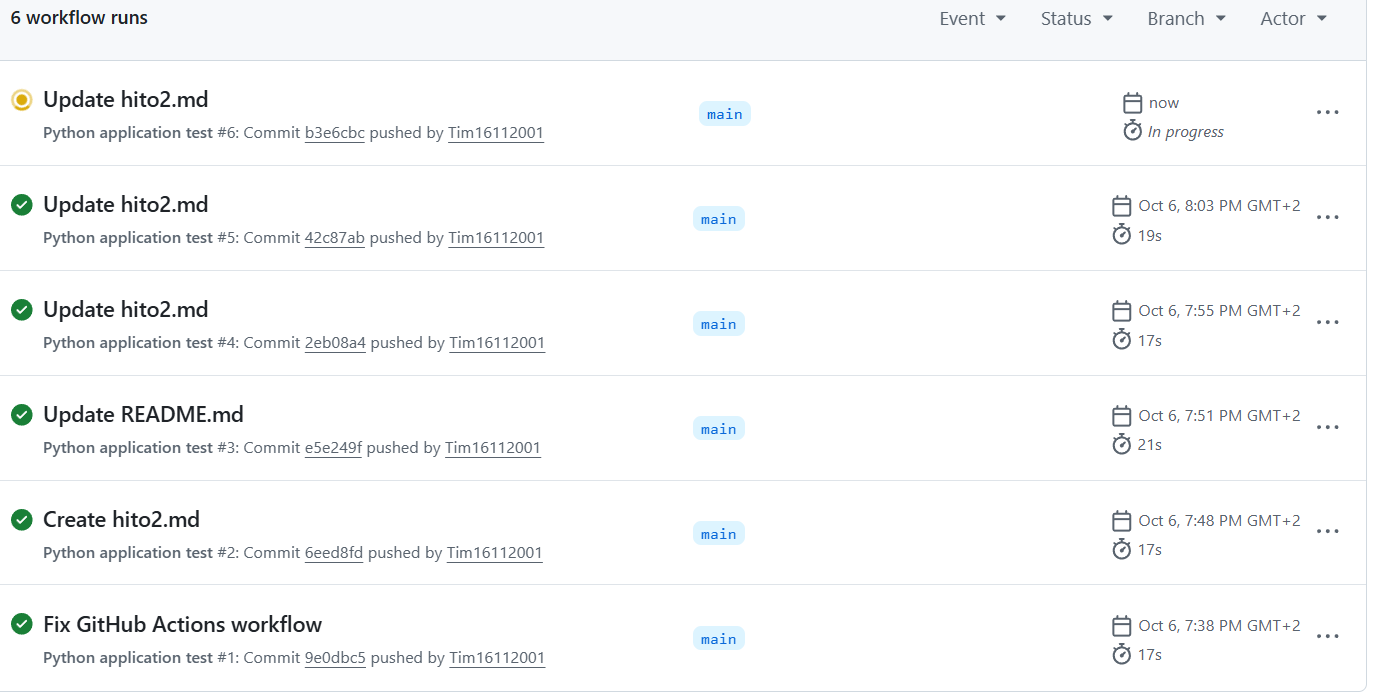 6 workflow runs Event Status Branch Actor
Update hito2.md
Python application test #6: Commit b3e6cbc pushed by Tim16112001
main
now
In progress
Update hito2.md
Python application test #5: Commit 42c87ab pushed by Tim16112001
main
Oct 6, 8:03 PM GMT+2
19s
Update hito2.md
Python application test #4: Commit 2eb08a4 pushed by Tim16112001
main
Oct 6, 7:55 PM GMT+2
17s
Update README.md
Python application test #3: Commit e5e249f pushed by Tim16112001
main
Oct 6, 7:51 PM GMT+2
21s
Create hito2.md
Python application test #2: Commit 6eed8fd pushed by Tim16112001
main
Oct 6, 7:48 PM GMT+2
17s
Fix GitHub Actions workflow
Python application test #1: Commit 9e0dbc5 pushed by Tim16112001
main
Oct 6, 7:38 PM GMT+2
17s